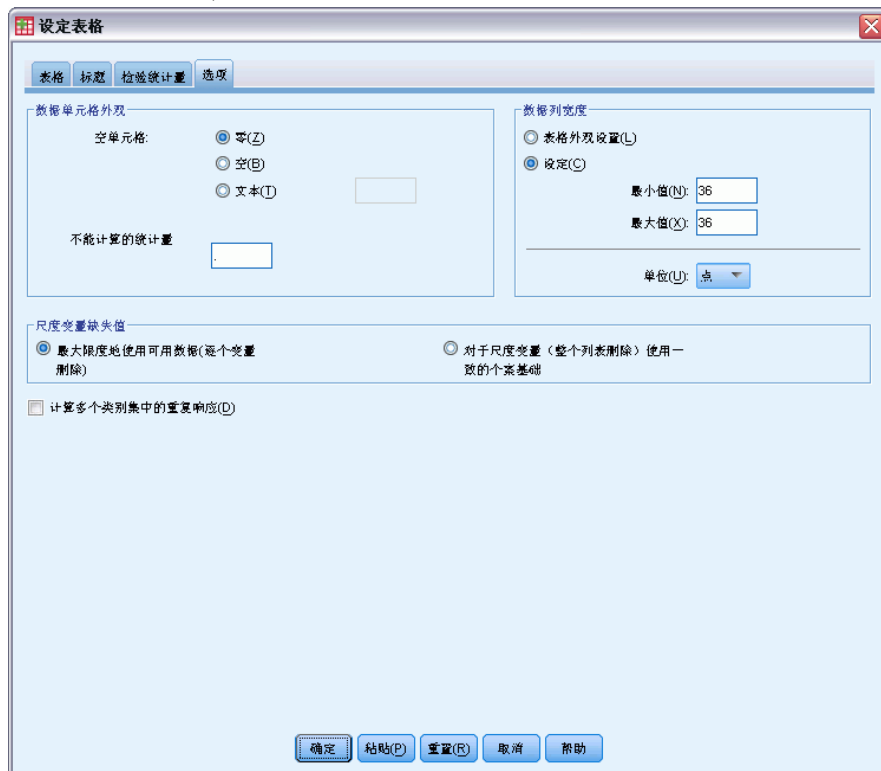 设定表格
表格 标题 检验统计量 选项
数据单元格外观
空单元格: 零(Z)
空(B)
文本(T)
不能计算的统计量
.
数据列宽度
表格外观设置(L)
设定(C)
最小值(N): 36
最大值(X): 36
单位(U): 点
尺度变量缺失值
最大限度地使用可用数据(逐个变量
删除)
对于尺度变量（整个列表删除）使用一
致的个案基础
计算多个类别集中的重复响应(D)
确定 粘贴(P) 重置(R) 取消 帮助